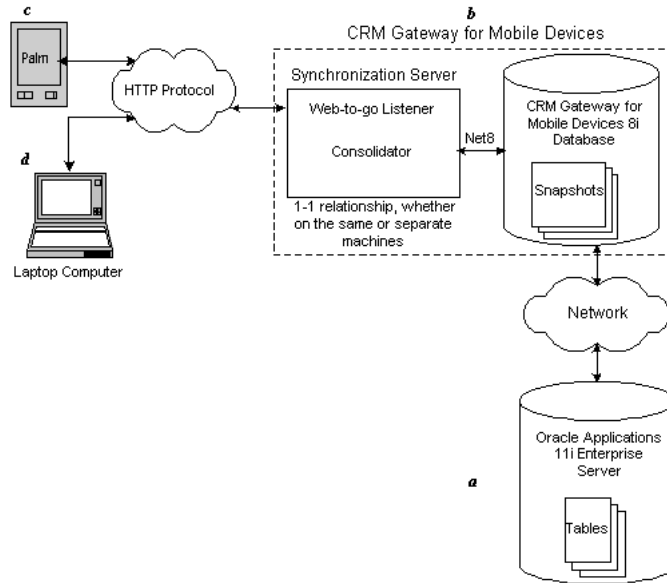 c
b
CRM Gateway for Mobile Devices
Palm
HTTP Protocol
Synchronization Server
Web-to-go Listener
Consolidator
Net8
CRM Gateway for
Mobile Devices 8i
Database
Snapshots
d
1-1 relationship, whether
on the same or separate
machines
Laptop Computer
Network
Oracle Applications
11i Enterprise
Server
a
Tables